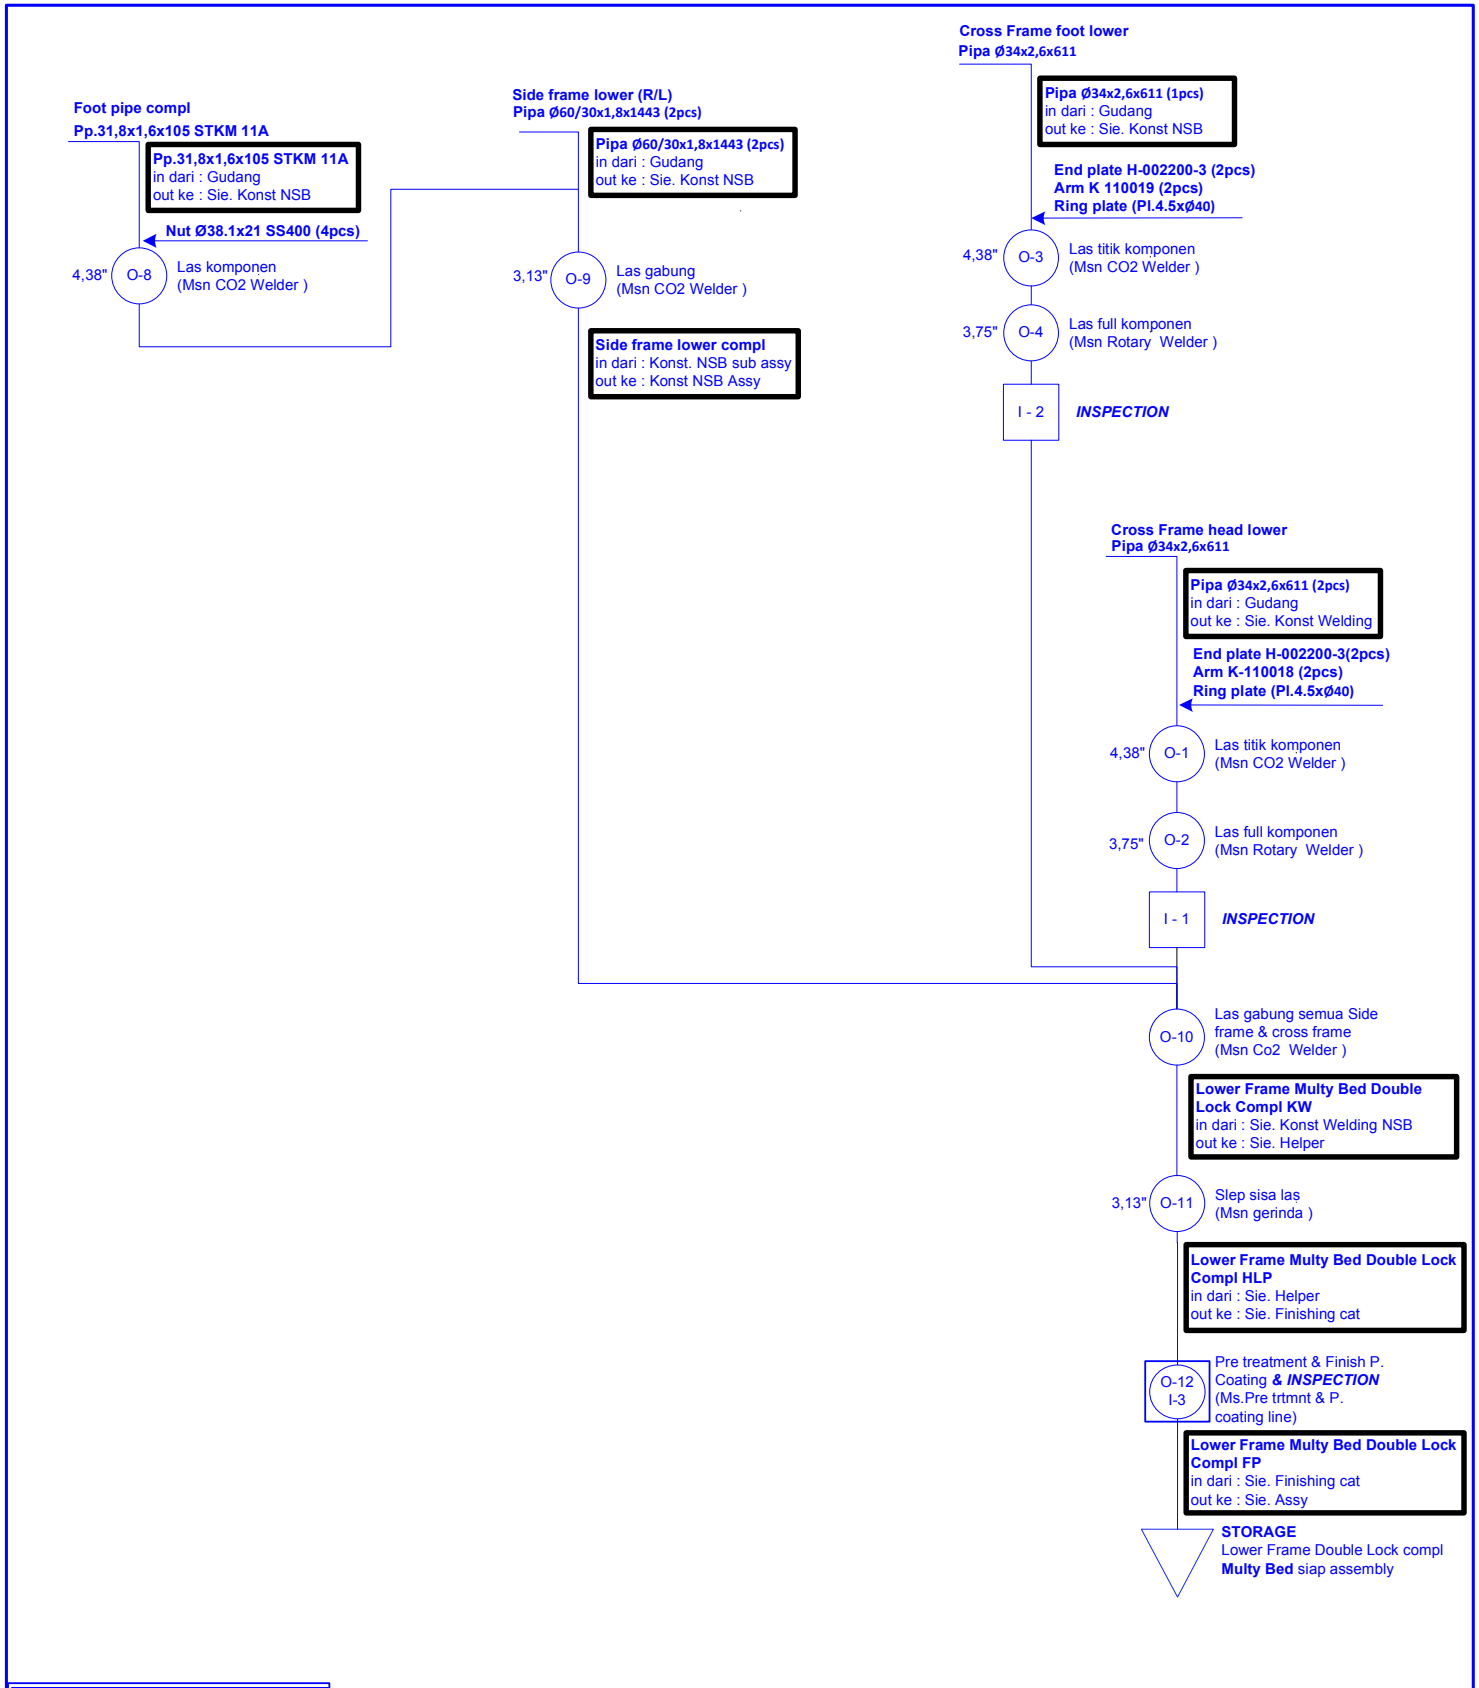 Foot pipe compl
Pp.31,8x1,6x105 STKM 11A
Pp.31,8x1,6x105 STKM 11A
in dari : Gudang
out ke : Sie. Konst NSB
Nut Ø38.1x21 SS400 (4pcs)
4,38"
O-8
Las komponen
(Msn CO2 Welder )
Side frame lower (R/L)
Pipa Ø60/30x1,8x1443 (2pcs)
Pipa Ø60/30x1,8x1443 (2pcs)
in dari : Gudang
out ke : Sie. Konst NSB
3,13"
O-9
Las gabung
(Msn CO2 Welder )
Side frame lower compl
in dari : Konst. NSB sub assy
out ke : Konst NSB Assy
Cross Frame foot lower
Pipa Ø34x2,6x611
Pipa Ø34x2,6x611 (1pcs)
in dari : Gudang
out ke : Sie. Konst NSB
End plate H-002200-3 (2pcs)
Arm K 110019 (2pcs)
Ring plate (Pl.4.5xØ40)
4,38"
O-3
Las titik komponen
(Msn CO2 Welder )
3,75"
O-4
Las full komponen
(Msn Rotary  Welder )
I - 2
INSPECTION
Cross Frame head lower
Pipa Ø34x2,6x611
Pipa Ø34x2,6x611 (2pcs)
in dari : Gudang
out ke : Sie. Konst Welding
End plate H-002200-3(2pcs)
Arm K-110018 (2pcs)
Ring plate (Pl.4.5xØ40)
4,38"
O-1
Las titik komponen
(Msn CO2 Welder )
3,75"
O-2
Las full komponen
(Msn Rotary  Welder )
I - 1
INSPECTION
O-10
Las gabung semua Side
frame & cross frame
(Msn Co2  Welder )
Lower Frame Multy Bed Double
Lock Compl KW
in dari : Sie. Konst Welding NSB
out ke : Sie. Helper
3,13"
O-11
Slep sisa las
(Msn gerinda )
Lower Frame Multy Bed Double Lock
Compl HLP
in dari : Sie. Helper
out ke : Sie. Finishing cat
O-12
I-3
Pre treatment & Finish P.
Coating & INSPECTION
(Ms.Pre trtmnt & P.
coating line)
Lower Frame Multy Bed Double Lock
Compl FP
in dari : Sie. Finishing cat
out ke : Sie. Assy
STORAGE
Lower Frame Double Lock compl
Multy Bed siap assembly